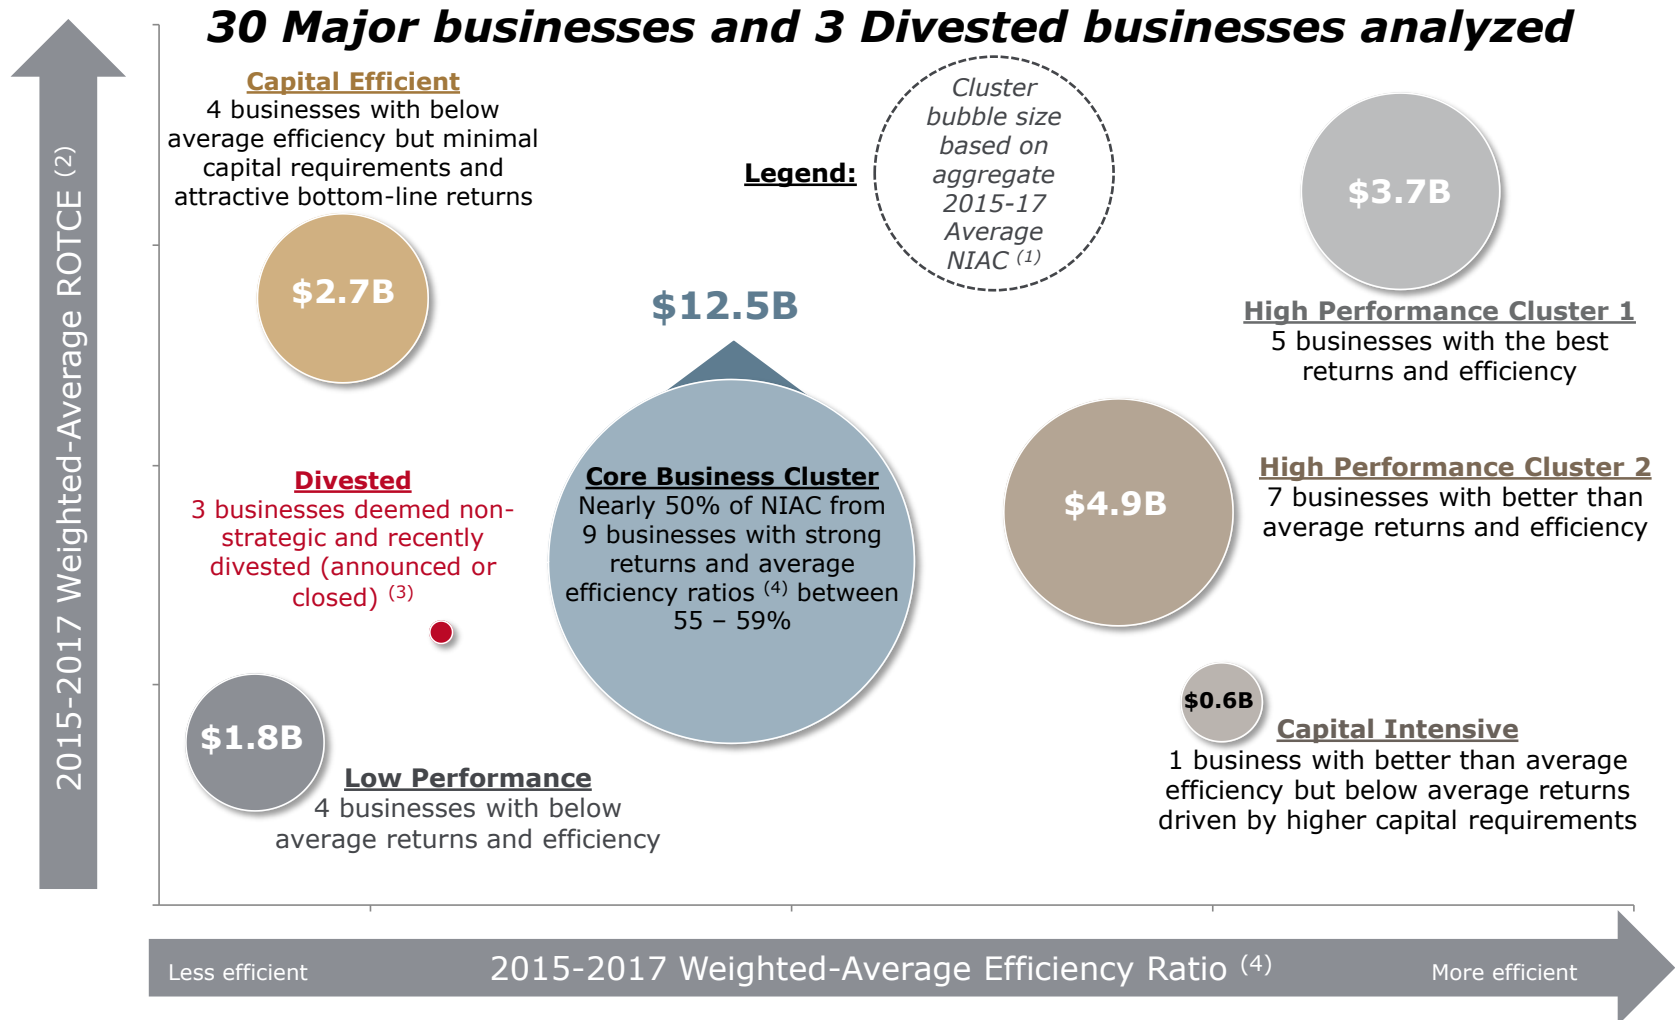 30 Major businesses and 3 Divested businesses analyzed
2015-2017 Weighted-Average ROTCE (2)
Capital Efficient
4 businesses with below
average efficiency but minimal
capital requirements and
attractive bottom-line returns
$2.7B
Legend:
Cluster
bubble size
based on
aggregate
2015-17
Average
NIAC (1)
$3.7B
High Performance Cluster 1
5 businesses with the best
returns and efficiency
$12.5B
Core Business Cluster
Nearly 50% of NIAC from
9 businesses with strong
returns and average
efficiency ratios (4) between
55 – 59%
Divested
3 businesses deemed non-
strategic and recently
divested (announced or
closed) (3)
$4.9B
High Performance Cluster 2
7 businesses with better than
average returns and efficiency
$1.8B
Low Performance
4 businesses with below
average returns and efficiency
$0.6B
Capital Intensive
1 business with better than average
efficiency but below average returns
driven by higher capital requirements
Less efficient
2015-2017 Weighted-Average Efficiency Ratio (4)
More efficient